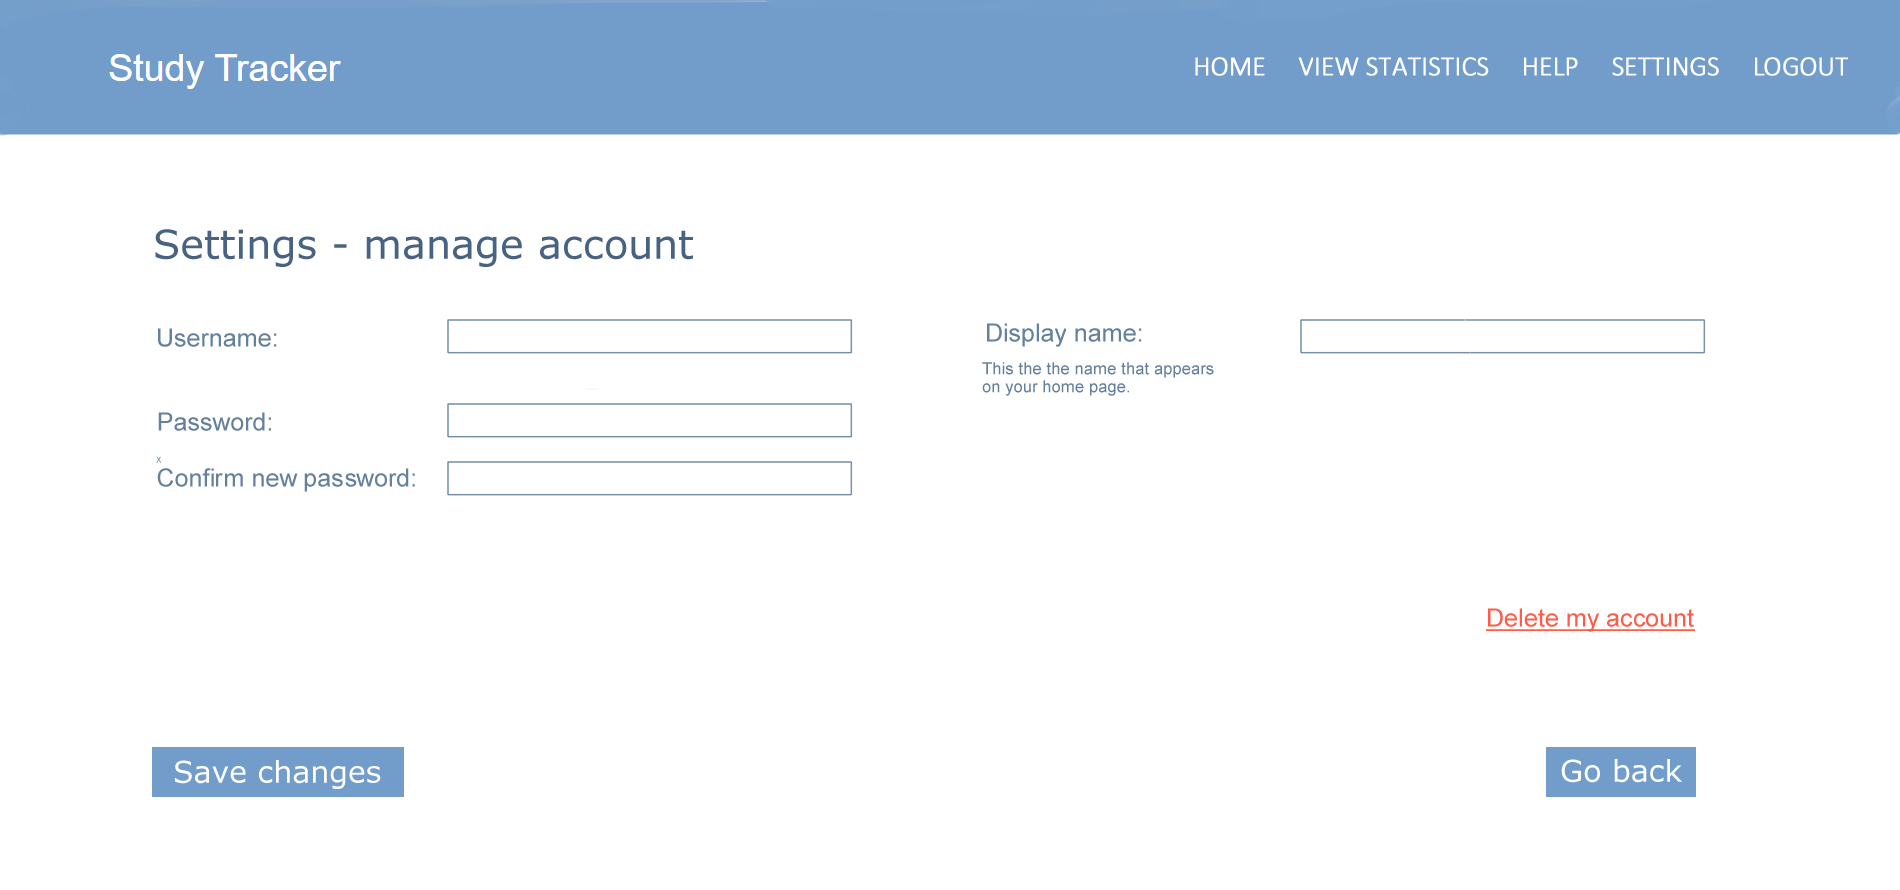 Study Tracker
HOME VIEW STATISTICS HELP SETTINGS LOGOUT
Settings - manage account
Username:
Display name:
This the the name that appears
on your home page.
Password:
x
Confirm new password:
Delete my account
Save changes
Go back